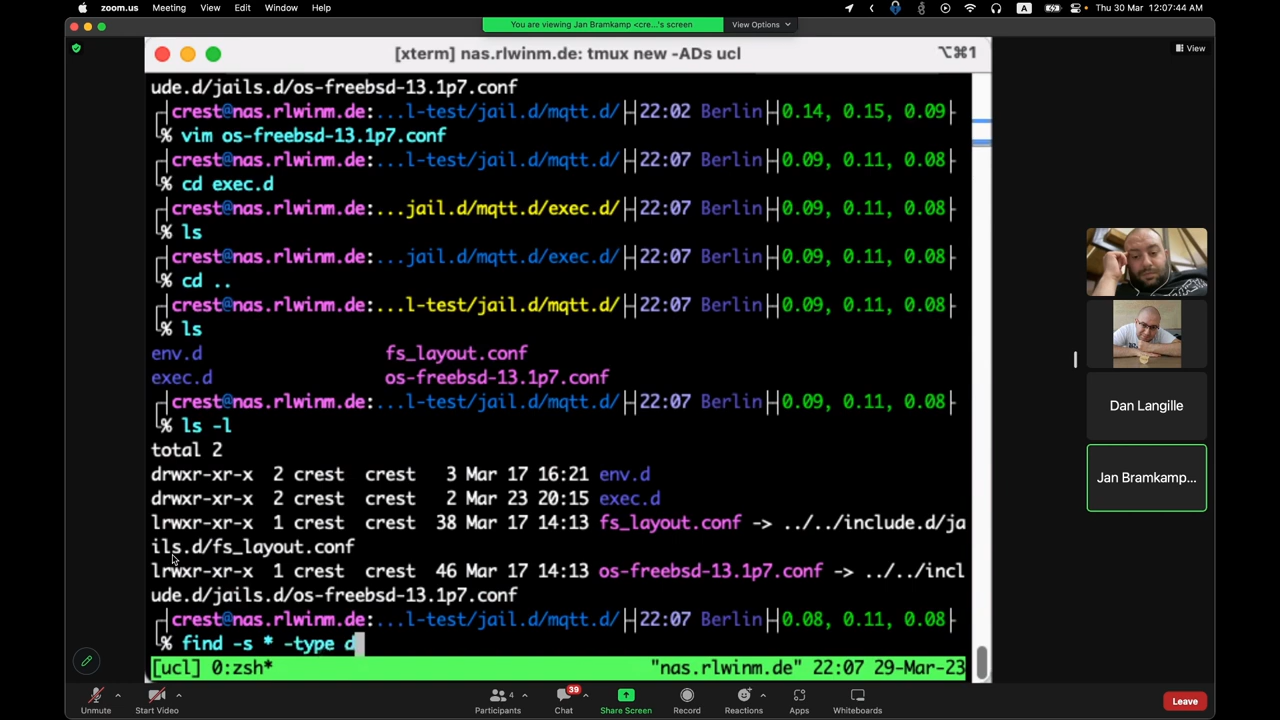 zoom.us Meeting View Edit Window Help
A
Thu 30 Mar 12:07:44 AM
You are viewing Jan Bramkamp <cre...'s screen
View Options
View
[xterm] nas.rlwinm.de: tmux new -ADs ucl
⌥⌘1
ude.d/jails.d/os-freebsd-13.1p7.conf
┌┤crest@nas.rlwinm.de:...l-test/jail.d/mqtt.d/├┤22:02 Berlin├┤0.14, 0.15, 0.09├
└% vim os-freebsd-13.1p7.conf
┌┤crest@nas.rlwinm.de:...l-test/jail.d/mqtt.d/├┤22:07 Berlin├┤0.09, 0.11, 0.08├
└% cd exec.d
┌┤crest@nas.rlwinm.de:...jail.d/mqtt.d/exec.d/├┤22:07 Berlin├┤0.09, 0.11, 0.08├
└% ls
┌┤crest@nas.rlwinm.de:...jail.d/mqtt.d/exec.d/├┤22:07 Berlin├┤0.09, 0.11, 0.08├
└% cd ..
┌┤crest@nas.rlwinm.de:...l-test/jail.d/mqtt.d/├┤22:07 Berlin├┤0.09, 0.11, 0.08├
└% ls
env.d fs_layout.conf
exec.d os-freebsd-13.1p7.conf
┌┤crest@nas.rlwinm.de:...l-test/jail.d/mqtt.d/├┤22:07 Berlin├┤0.09, 0.11, 0.08├
└% ls -l
total 2
drwxr-xr-x 2 crest crest 3 Mar 17 16:21 env.d
drwxr-xr-x 2 crest crest 2 Mar 23 20:15 exec.d
lrwxr-xr-x 1 crest crest 38 Mar 17 14:13 fs_layout.conf -> ../../include.d/ja
ils.d/fs_layout.conf
lrwxr-xr-x 1 crest crest 46 Mar 17 14:13 os-freebsd-13.1p7.conf -> ../../incl
ude.d/jails.d/os-freebsd-13.1p7.conf
┌┤crest@nas.rlwinm.de:...l-test/jail.d/mqtt.d/├┤22:07 Berlin├┤0.08, 0.11, 0.08├
└% find -s * -type d
[ucl] 0:zsh* "nas.rlwinm.de" 22:07 29-Mar-23
Dan Langille
Jan Bramkamp...
4
39
Unmute
Start Video
Participants
Chat
Share Screen
Record
Reactions
Apps
Whiteboards
Leave